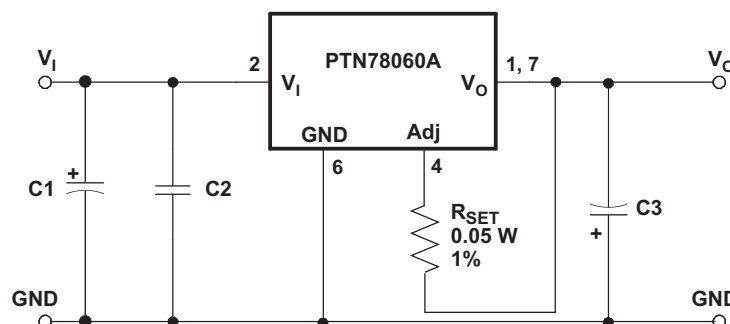 V_I
PTN78060A
V_O
2
1, 7
V_I
V_O
GND
Adj
6
4
+
C1
C2
R_SET
0.05 W
1%
C3
+
GND
GND